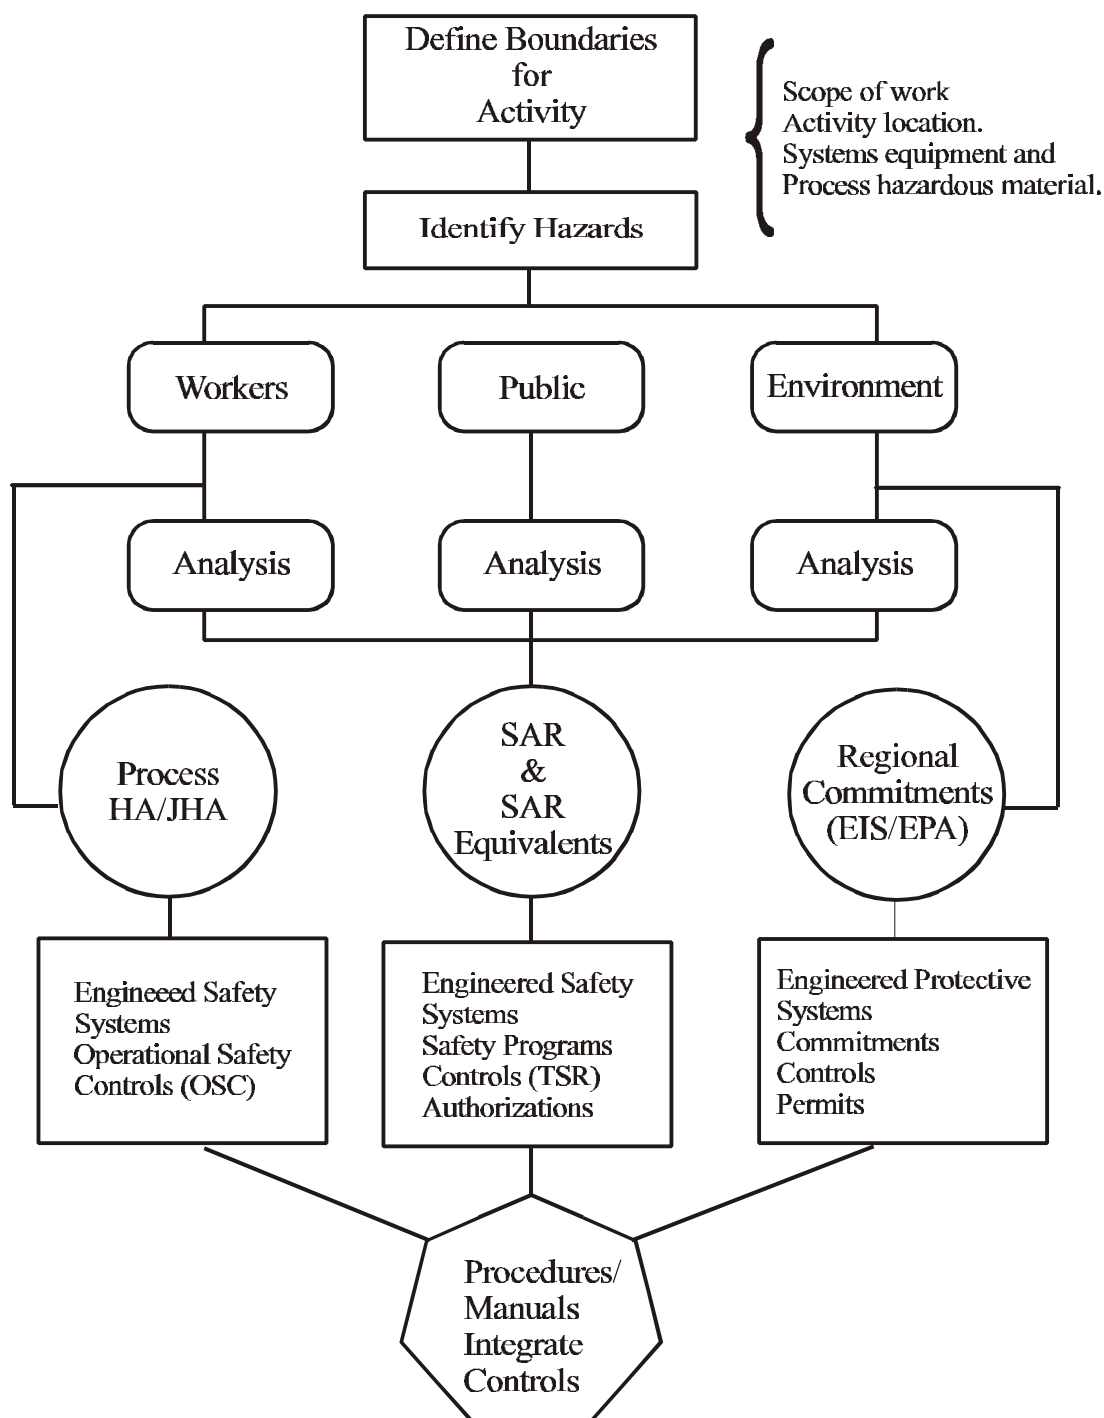 Define Boundaries
for
Activity
Scope of work
Activity location.
Systems equipment and
Process hazardous material.
Identify Hazards
Workers
Public
Environment
Analysis
Analysis
Analysis
Process
HA/JHA
SAR
&
SAR
Equivalents
Regional
Commitments
(EIS/EPA)
Engineeed Safety
Systems
Operational Safety
Controls (OSC)
Engineered Safety
Systems
Safety Programs
Controls (TSR)
Authorizations
Engineered Protective
Systems
Commitments
Controls
Permits
Procedures/
Manuals
Integrate
Controls